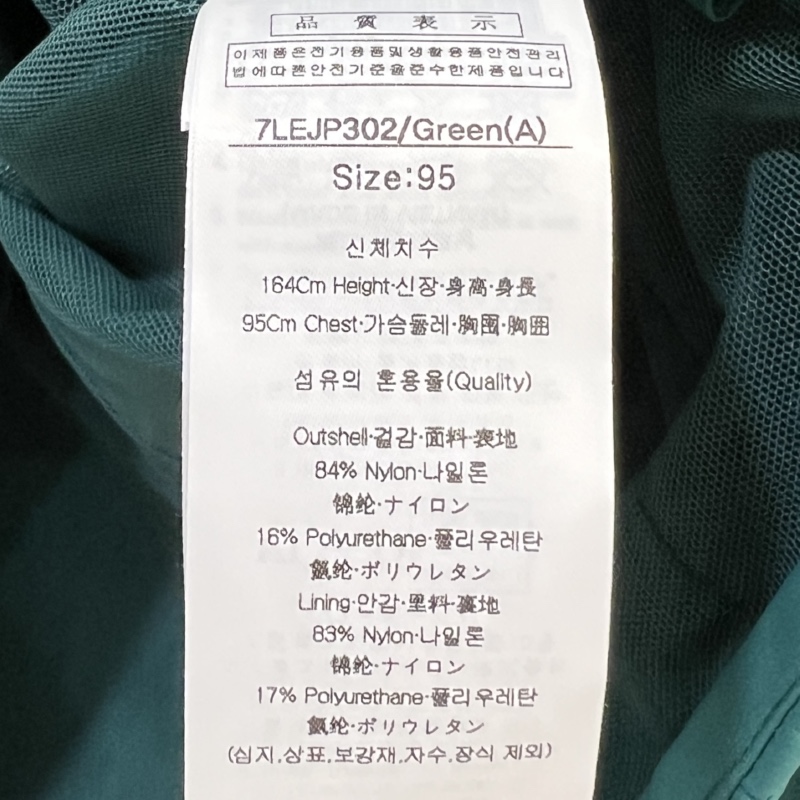 品質表示
이제품은전기용품및생활용품안전관리
법에따른안전기준을준수한제품입니다
7LEJP302/Green(A)
Size:95
신체치수
164Cm Height·신장·身高·身長
95Cm Chest·가슴둘레·胸围·胸囲
섬유의 혼용율(Quality)
Outshell·겉감·面料·表地
84% Nylon·나일론
锦纶·ナイロン
16% Polyurethane·폴리우레탄
氨纶·ポリウレタン
Lining·안감·里料·裏地
83% Nylon·나일론
锦纶·ナイロン
17% Polyurethane·폴리우레탄
氨纶·ポリウレタン
(심지,상표,보강재,자수,장식 제외)